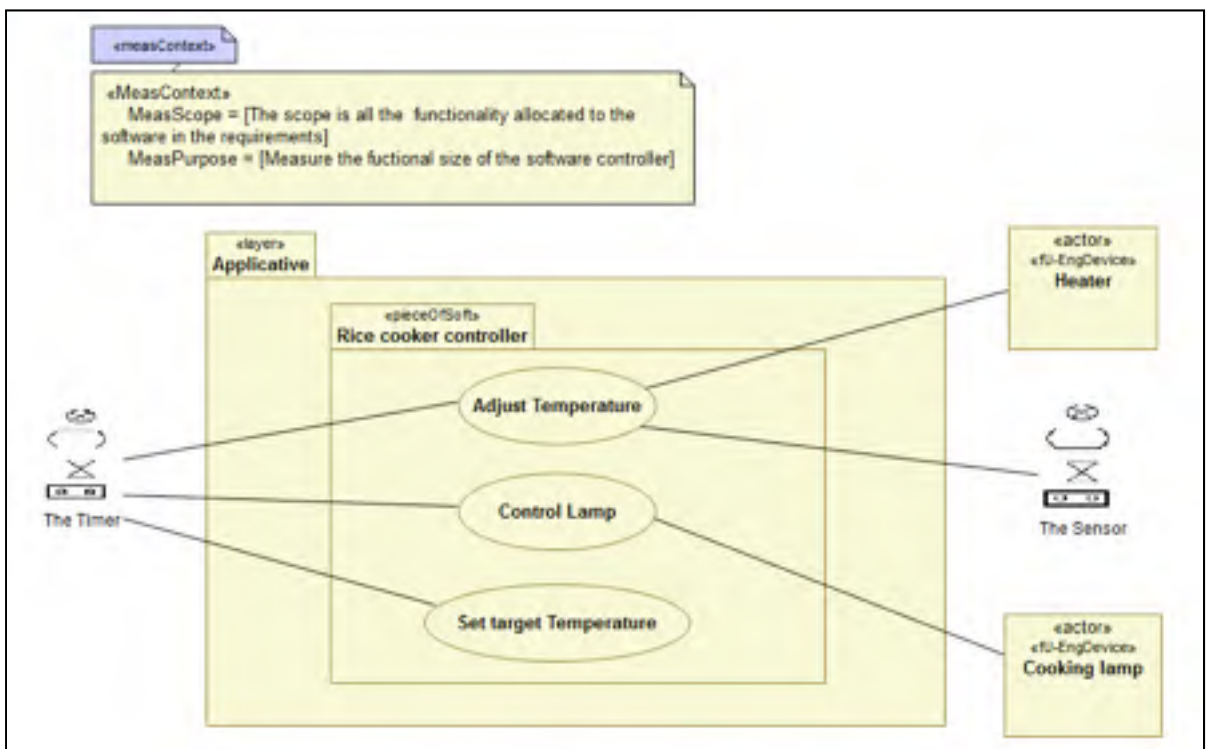 «measContext»
«MeasContext»
MeasScope = [The scope is all the functionality allocated to the
software in the requirements]
MeasPurpose = [Measure the fuctional size of the software controller]
«layer»
Applicative
«actor»
«fU-EngDevice»
Heater
«pieceOfSoft»
Rice cooker controller
Adjust Temperature
The Timer
Control Lamp
The Sensor
Set target Temperature
«actor»
«fU-EngDevice»
Cooking lamp